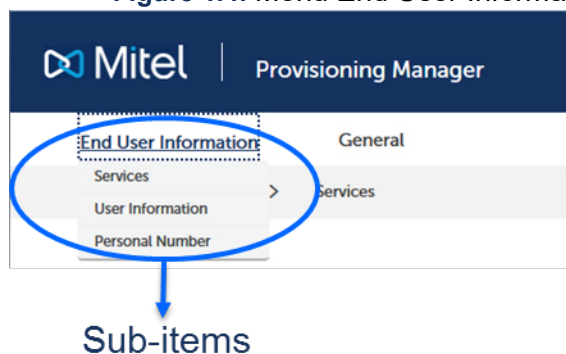 Mitel
Provisioning Manager
End User Information
General
Services
User Information
Personal Number
Services
Sub-items